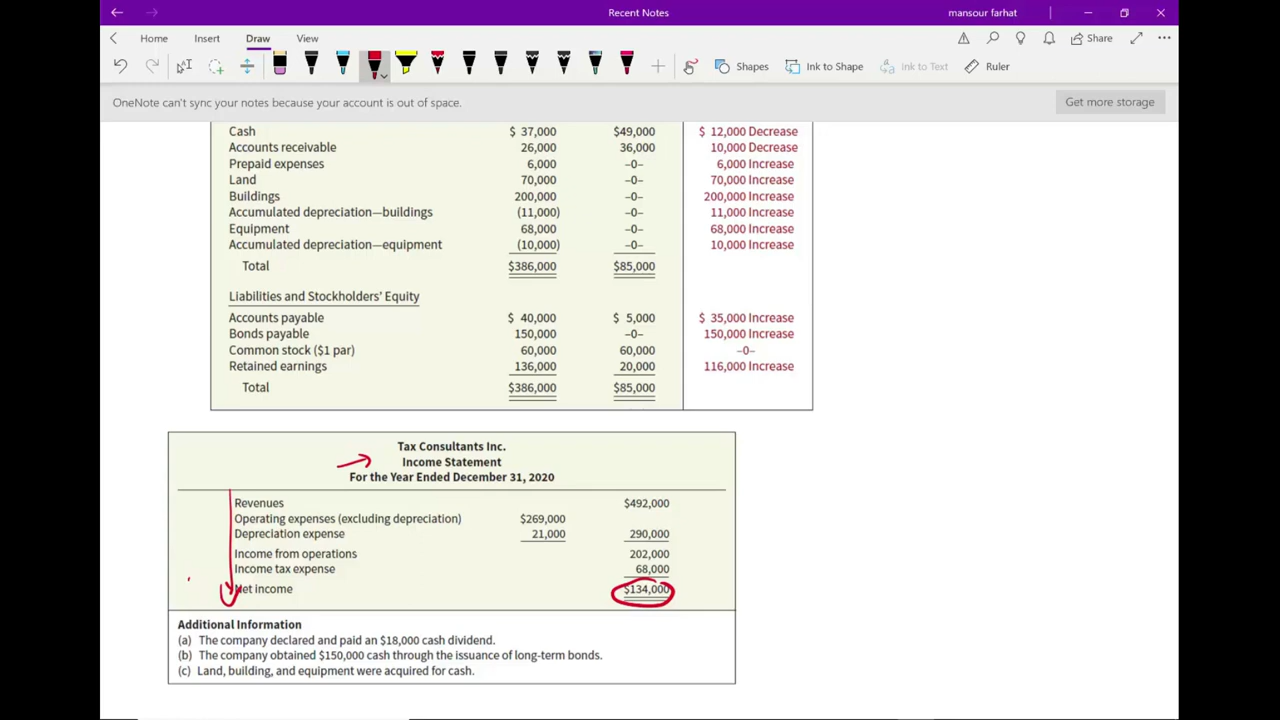 Recent Notes
mansour farhat
Home Insert Draw View
Share
Shapes Ink to Shape Ink to Text Ruler
OneNote can't sync your notes because your account is out of space.
Get more storage
Cash $ 37,000 $49,000 $ 12,000 Decrease
Accounts receivable 26,000 36,000 10,000 Decrease
Prepaid expenses 6,000 –0– 6,000 Increase
Land 70,000 –0– 70,000 Increase
Buildings 200,000 –0– 200,000 Increase
Accumulated depreciation—buildings (11,000) –0– 11,000 Increase
Equipment 68,000 –0– 68,000 Increase
Accumulated depreciation—equipment (10,000) –0– 10,000 Increase
Total $386,000 $85,000
Liabilities and Stockholders' Equity
Accounts payable $ 40,000 $ 5,000 $ 35,000 Increase
Bonds payable 150,000 –0– 150,000 Increase
Common stock ($1 par) 60,000 60,000 –0–
Retained earnings 136,000 20,000 116,000 Increase
Total $386,000 $85,000
Tax Consultants Inc.
Income Statement
For the Year Ended December 31, 2020
Revenues $492,000
Operating expenses (excluding depreciation) $269,000
Depreciation expense 21,000 290,000
Income from operations 202,000
Income tax expense 68,000
Net income $134,000
Additional Information
(a) The company declared and paid an $18,000 cash dividend.
(b) The company obtained $150,000 cash through the issuance of long-term bonds.
(c) Land, building, and equipment were acquired for cash.